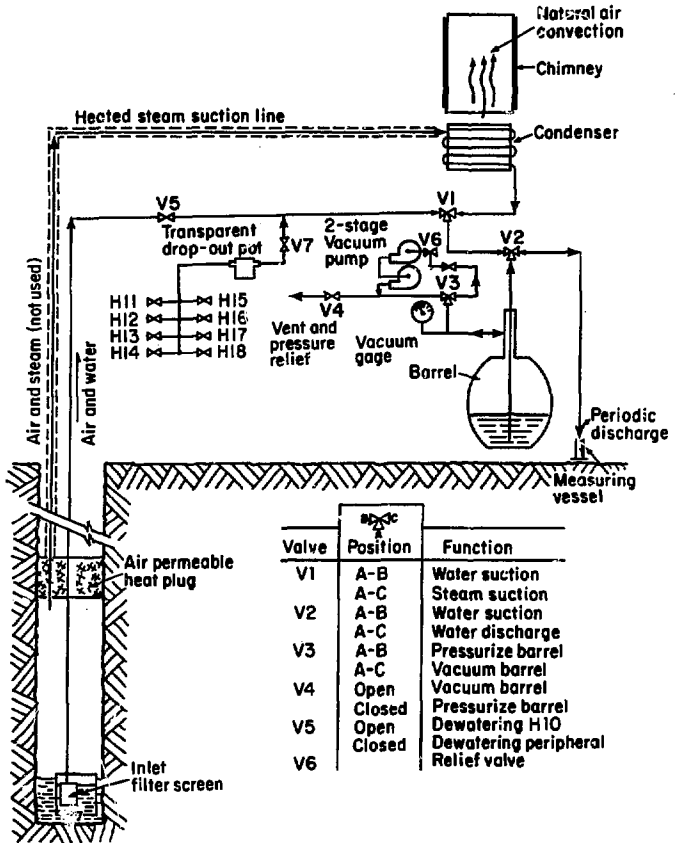 Natural air
convection
Chimney
Heated steam suction line
Condenser
V5
V1
Transparent
drop-out pot
V7
2-stage
Vacuum
pump
V6
V2
V3
V4
H11
H12
H13
H14
H15
H16
H17
H18
Vent and
pressure
relief
Vacuum
gage
Barrel
Air and steam (not used)
Air and water
Periodic
discharge
Measuring
vessel
Air permeable
heat plug
Inlet
filter screen
B C
A
Valve Position Function
V1 A-B Water suction
A-C Steam suction
V2 A-B Water suction
A-C Water discharge
V3 A-B Pressurize barrel
A-C Vacuum barrel
V4 Open Vacuum barrel
Closed Pressurize barrel
V5 Open Dewatering H10
Closed Dewatering peripheral
V6 Relief valve